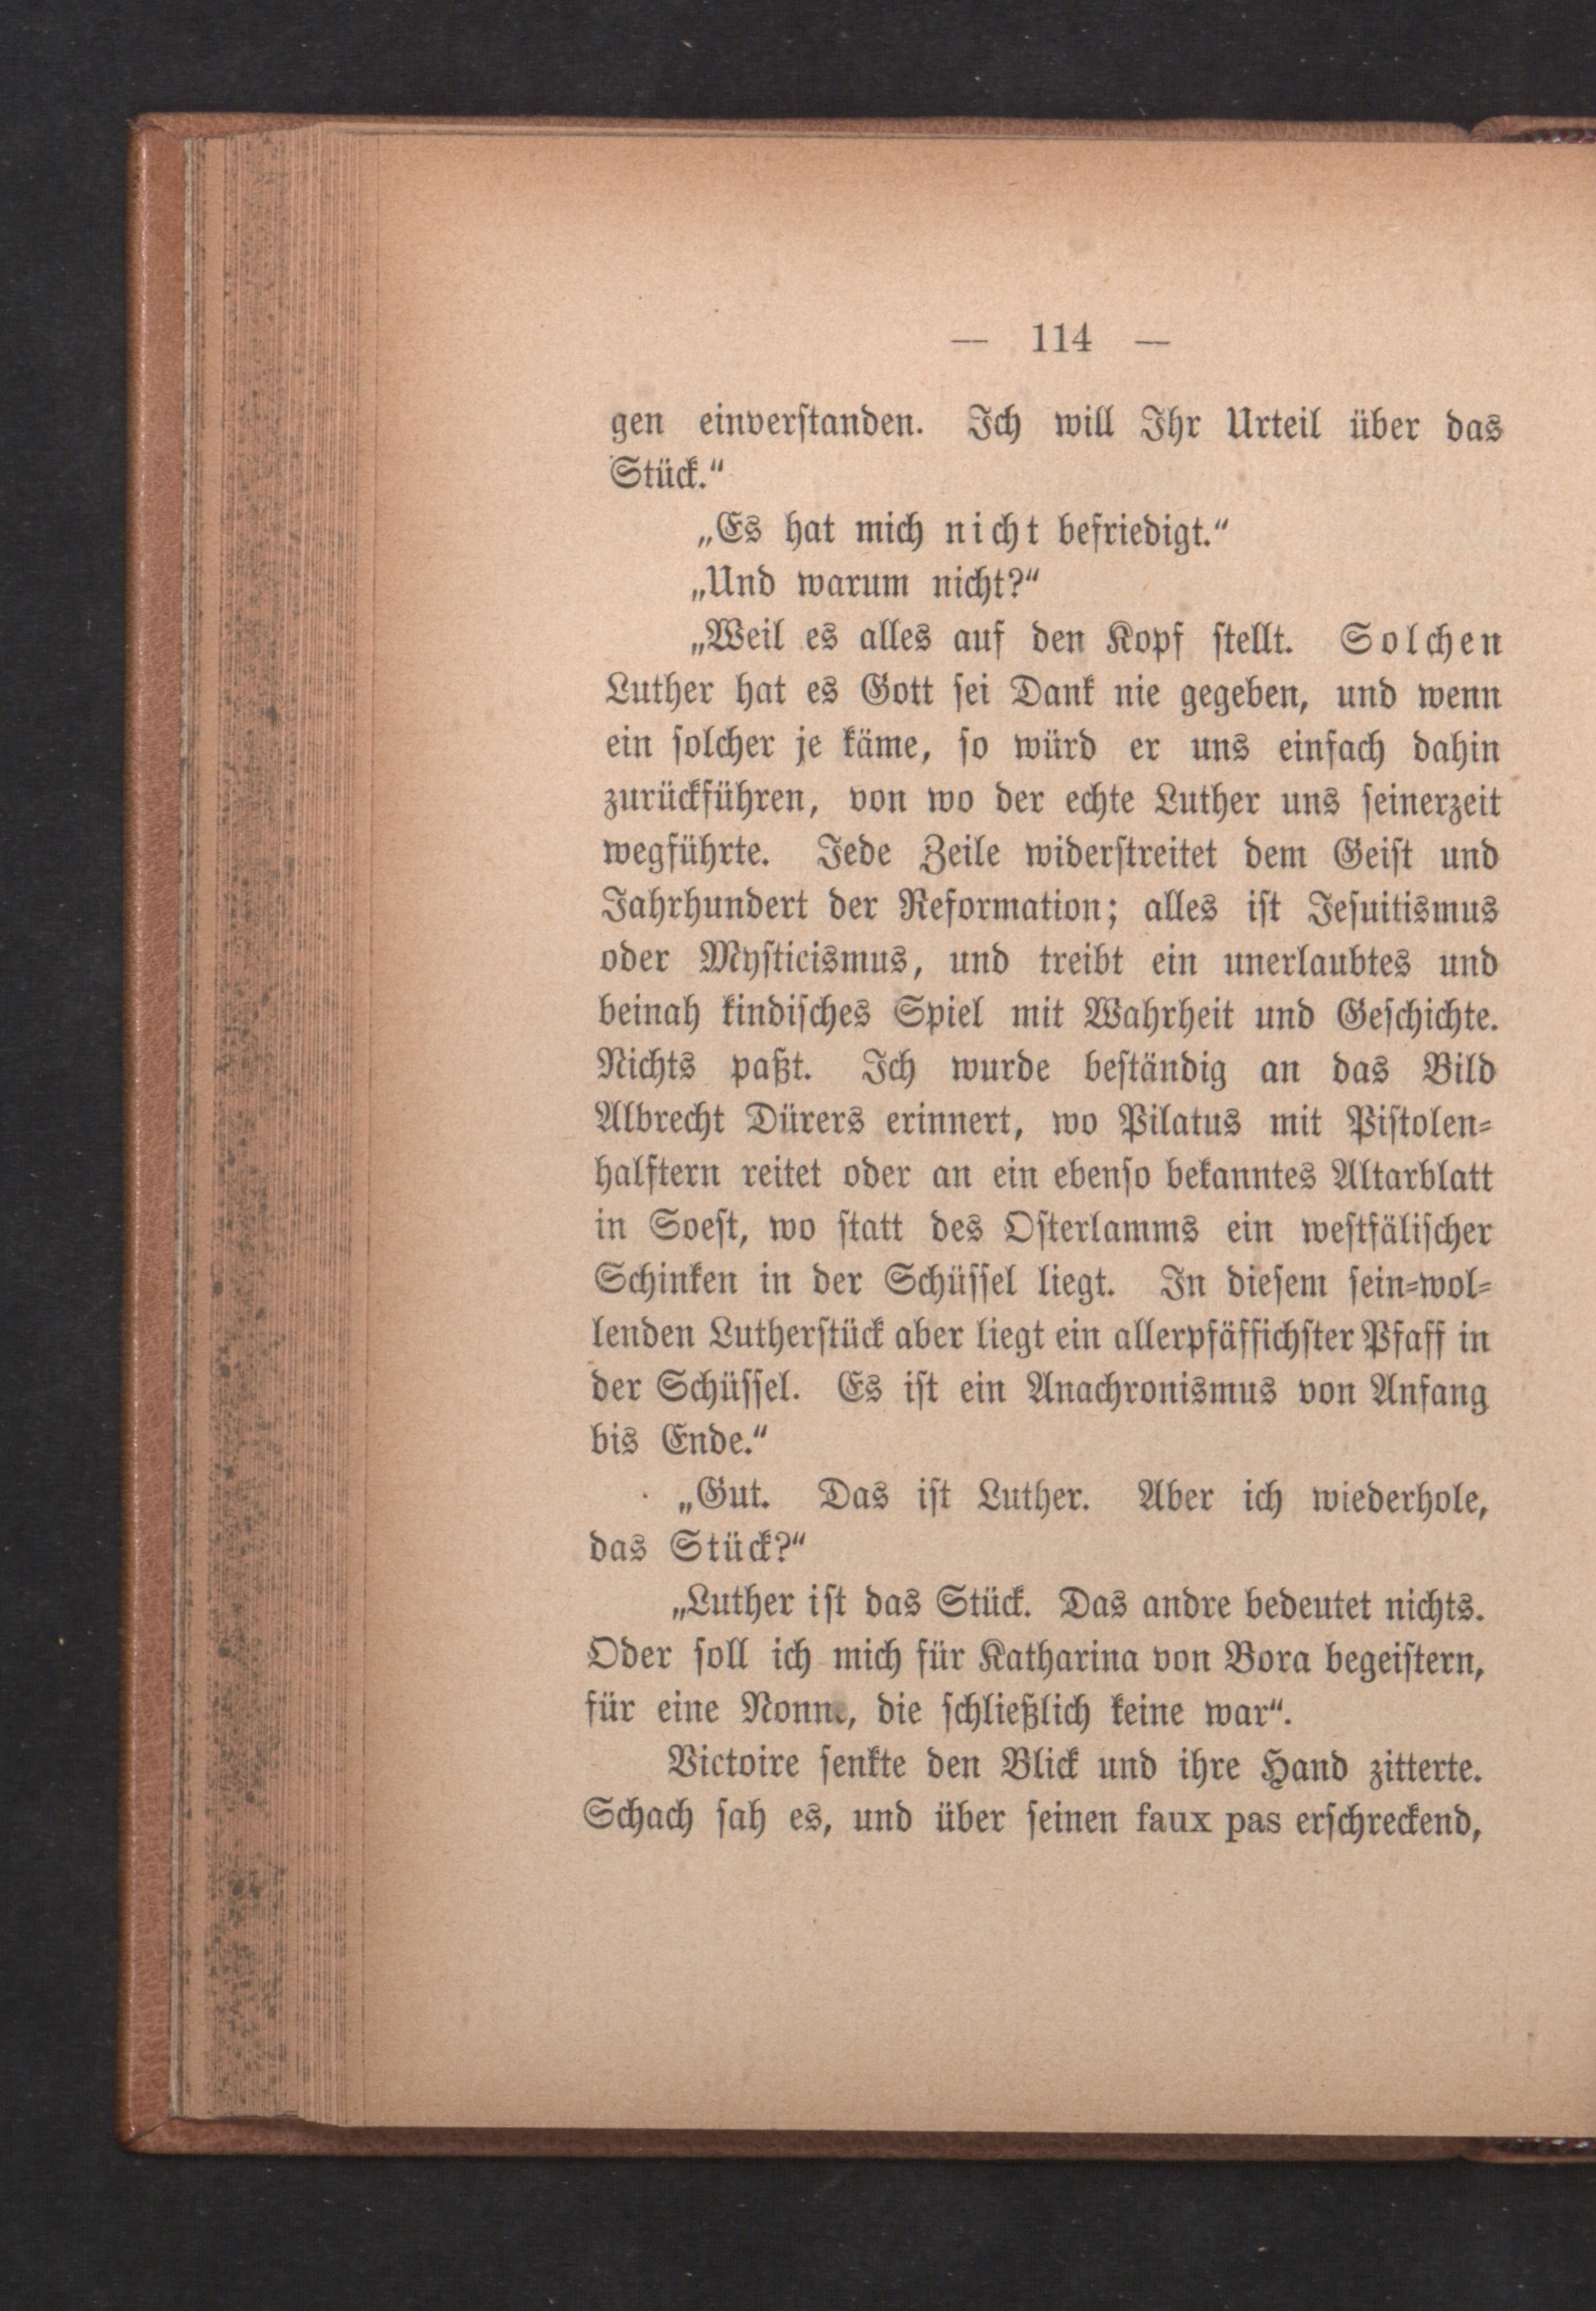 — 114 —
gen einverstanden. Ich will Ihr Urteil über das
Stück.“
„Es hat mich nicht befriedigt.“
„Und warum nicht?“
„Weil es alles auf den Kopf stellt. Solchen
Luther hat es Gott sei Dank nie gegeben, und wenn
ein solcher je käme, so würd er uns einfach dahin
zurückführen, von wo der echte Luther uns seinerzeit
wegführte. Jede Zeile widerstreitet dem Geist und
Jahrhundert der Reformation; alles ist Jesuitismus
oder Mysticismus, und treibt ein unerlaubtes und
beinah kindisches Spiel mit Wahrheit und Geschichte.
Nichts paßt. Ich wurde beständig an das Bild
Albrecht Dürers erinnert, wo Pilatus mit Pistolen-
halftern reitet oder an ein ebenso bekanntes Altarblatt
in Soest, wo statt des Osterlamms ein westfälischer
Schinken in der Schüssel liegt. In diesem sein-wol-
lenden Lutherstück aber liegt ein allerpfäffichster Pfaff in
der Schüssel. Es ist ein Anachronismus von Anfang
bis Ende.“
„Gut. Das ist Luther. Aber ich wiederhole,
das Stück?“
„Luther ist das Stück. Das andre bedeutet nichts.
Oder soll ich mich für Katharina von Bora begeistern,
für eine Nonne, die schließlich keine war“.
Victoire senkte den Blick und ihre Hand zitterte.
Schach sah es, und über seinen faux pas erschreckend,